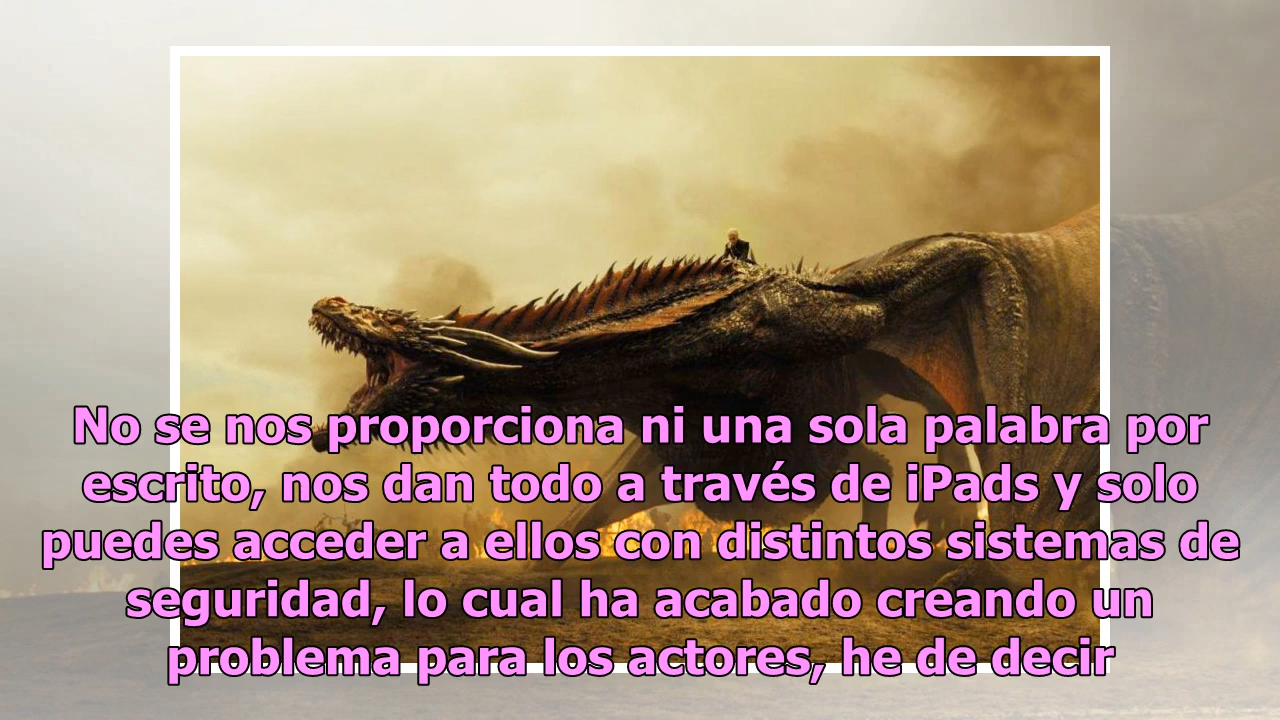 No se nos proporciona ni una sola palabra por
escrito, nos dan todo a través de iPads y solo
puedes acceder a ellos con distintos sistemas de
seguridad, lo cual ha acabado creando un
problema para los actores, he de decir